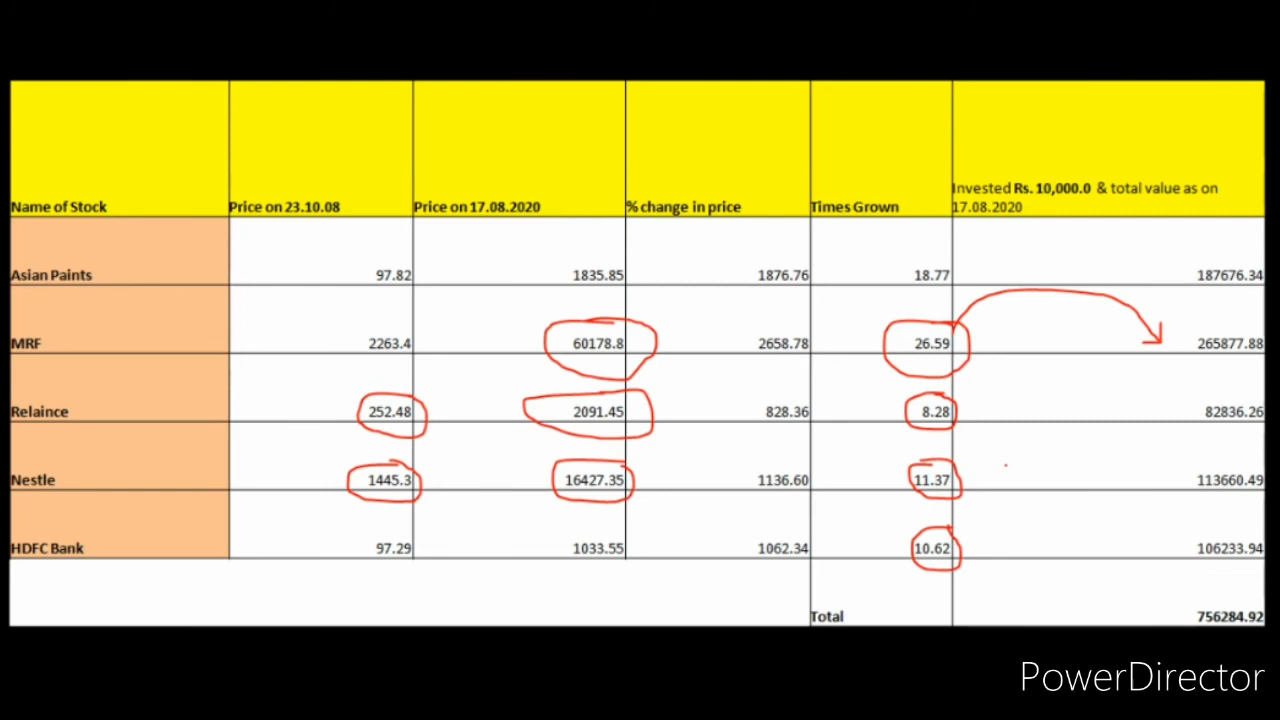 Name of Stock Price on 23.10.08 Price on 17.08.2020 % change in price Times Grown Invested Rs. 10,000.0 & total value as on 17.08.2020
Asian Paints 97.82 1835.85 1876.76 18.77 187676.34
MRF 2263.4 60178.8 2658.78 26.59 265877.88
Relaince 252.48 2091.45 828.36 8.28 82836.26
Nestle 1445.3 16427.35 1136.60 11.37 113660.49
HDFC Bank 97.29 1033.55 1062.34 10.62 106233.94
Total 756284.92
PowerDirector